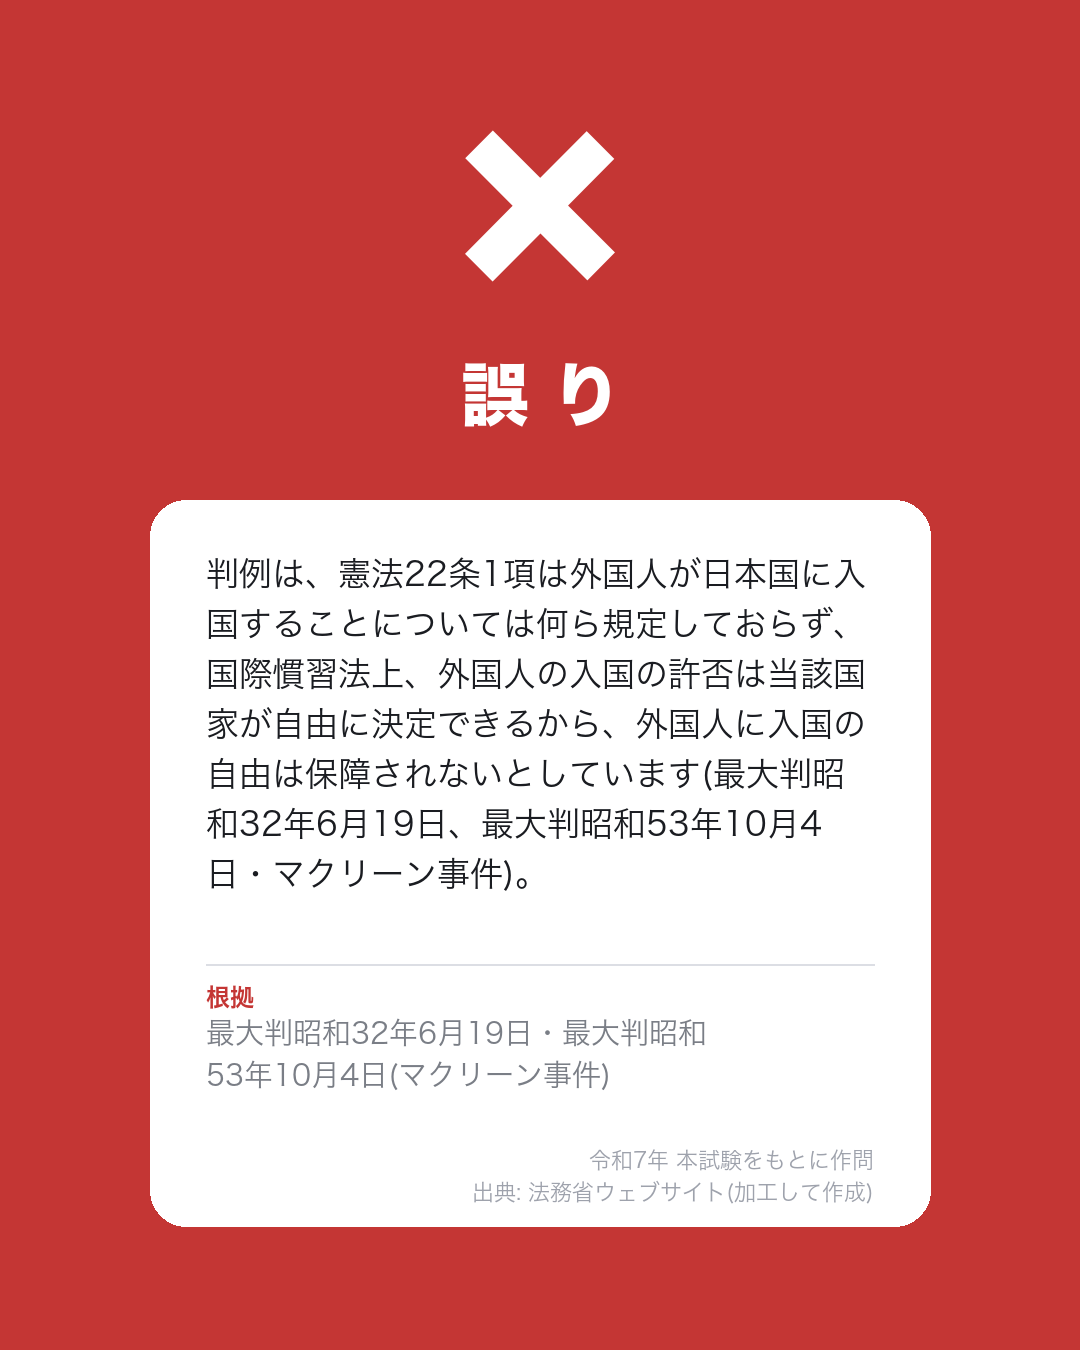 誤り
判例は、憲法22条1項は外国人が日本国に入
国することについては何ら規定しておらず、
国際慣習法上、外国人の入国の許否は当該国
家が自由に決定できるから、外国人に入国の
自由は保障されないとしています(最大判昭
和32年6月19日、最大判昭和53年10月4
日・マクリーン事件)。
根拠
最大判昭和32年6月19日・最大判昭和
53年10月4日(マクリーン事件)
令和7年 本試験をもとに作問
出典: 法務省ウェブサイト(加工して作成)